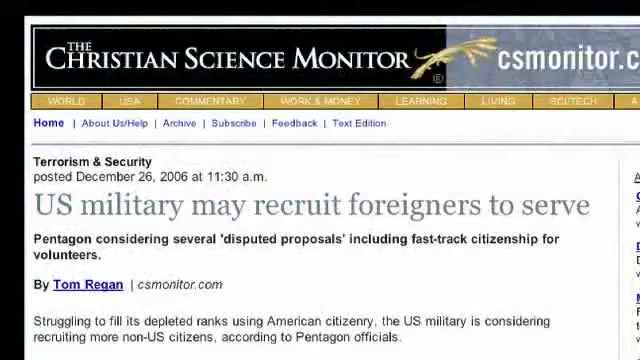 THE
CHRISTIAN SCIENCE MONITOR ® csmonitor.c
WORLD USA COMMENTARY WORK & MONEY LEARNING LIVING SCI/TECH A
Home | About Us/Help | Archive | Subscribe | Feedback | Text Edition
Terrorism & Security
posted December 26, 2006 at 11:30 a.m.
US military may recruit foreigners to serve
Pentagon considering several 'disputed proposals' including fast-track citizenship for
volunteers.
By Tom Regan | csmonitor.com
Struggling to fill its depleted ranks using American citizenry, the US military is considering
recruiting more non-US citizens, according to Pentagon officials.